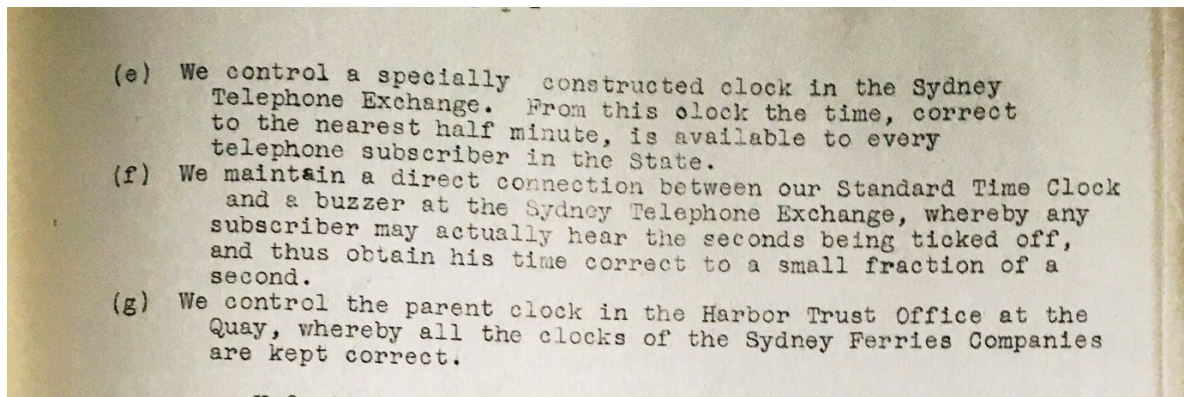 (e) We control a specially constructed clock in the Sydney
Telephone Exchange. From this clock the time, correct
to the nearest half minute, is available to every
telephone subscriber in the State.
(f) We maintain a direct connection between our Standard Time Clock
and a buzzer at the Sydney Telephone Exchange, whereby any
subscriber may actually hear the seconds being ticked off,
and thus obtain his time correct to a small fraction of a
second.
(g) We control the parent clock in the Harbor Trust Office at the
Quay, whereby all the clocks of the Sydney Ferries Companies
are kept correct.